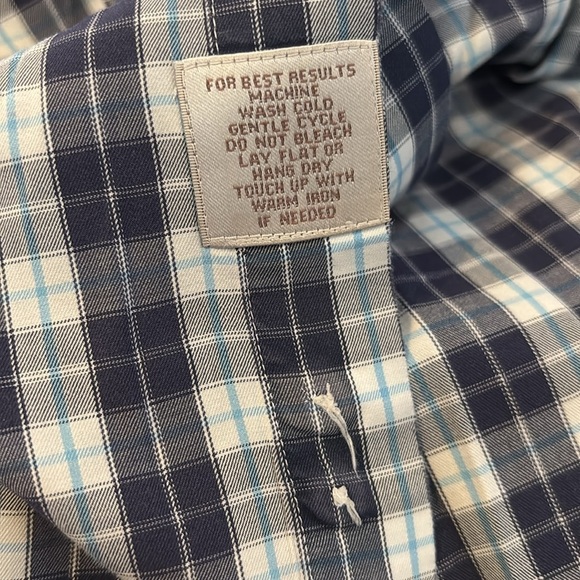 FOR BEST RESULTS
MACHINE
WASH COLD
GENTLE CYCLE
DO NOT BLEACH
LAY FLAT OR
HANG DRY
TOUCH UP WITH
WARM IRON
IF NEEDED